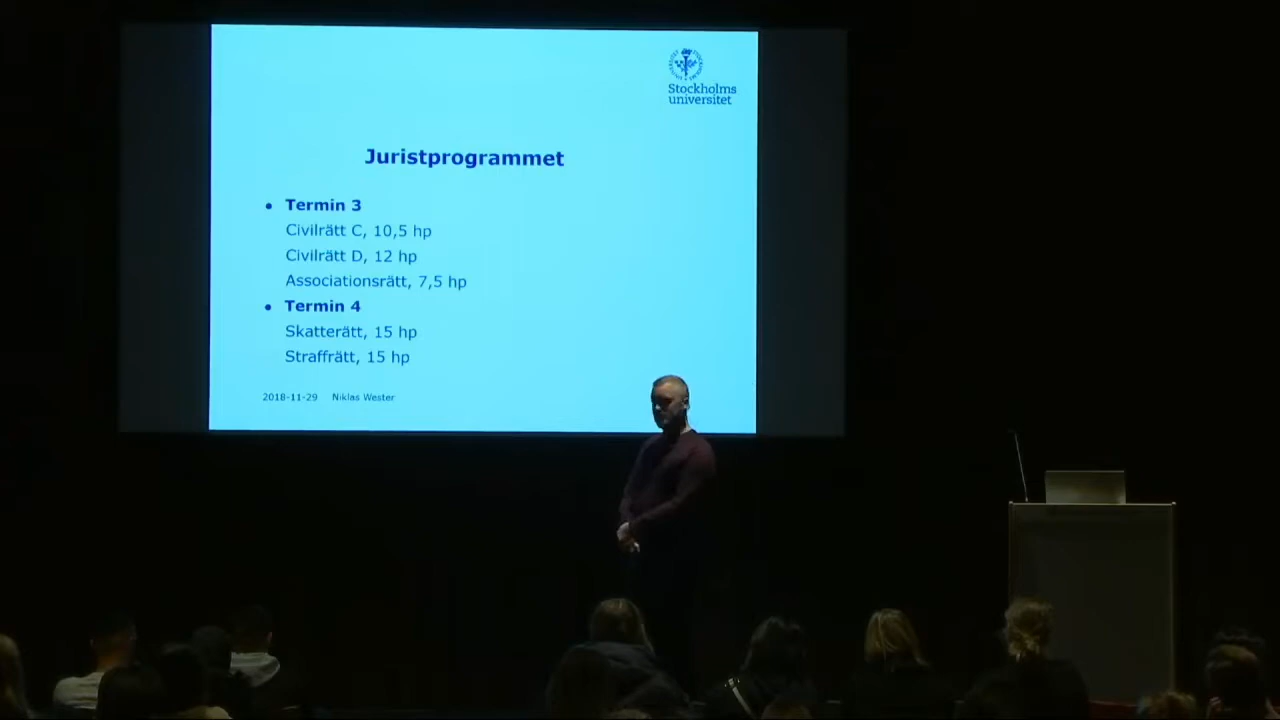 Stockholms
universitet
Juristprogrammet
• Termin 3
Civilrätt C, 10,5 hp
Civilrätt D, 12 hp
Associationsrätt, 7,5 hp
• Termin 4
Skatterätt, 15 hp
Straffrätt, 15 hp
2018-11-29 Niklas Wester